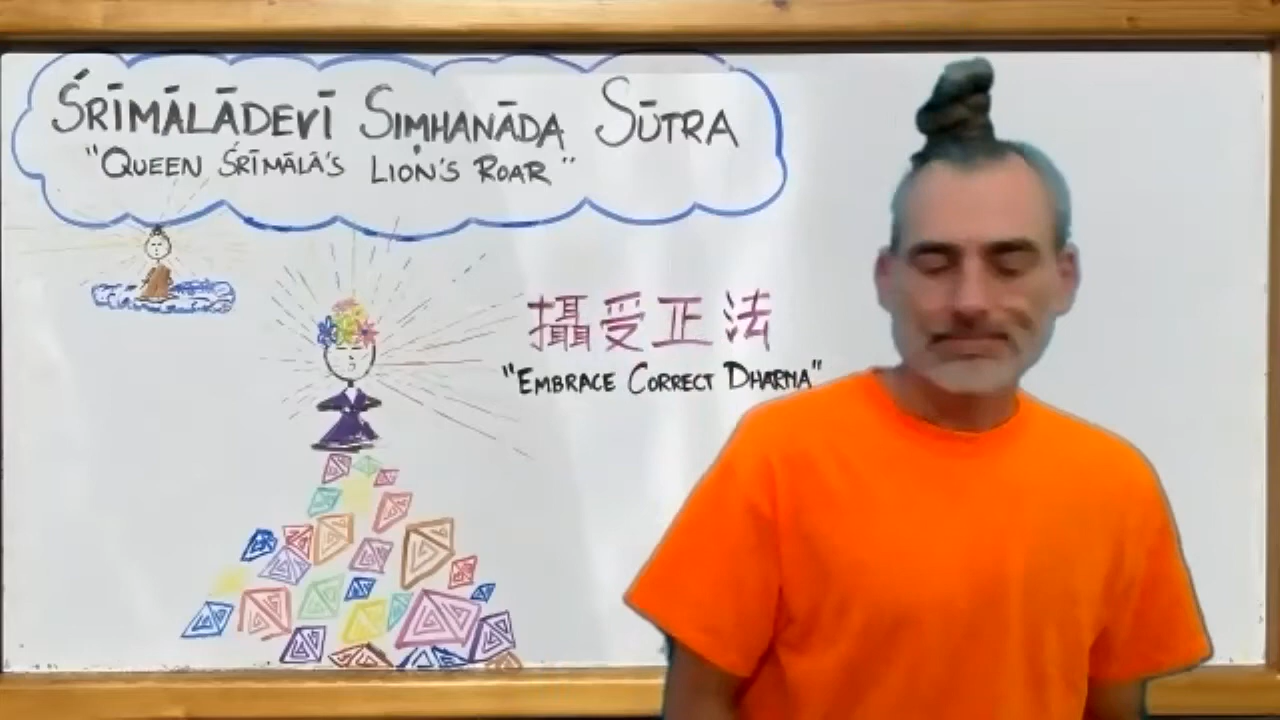 ŚRĪMĀLĀDEVĪ SIṂHANĀDA SŪTRA
"QUEEN ŚRĪMĀLĀ'S LION'S ROAR"
攝受正法
"EMBRACE CORRECT DHARMA"